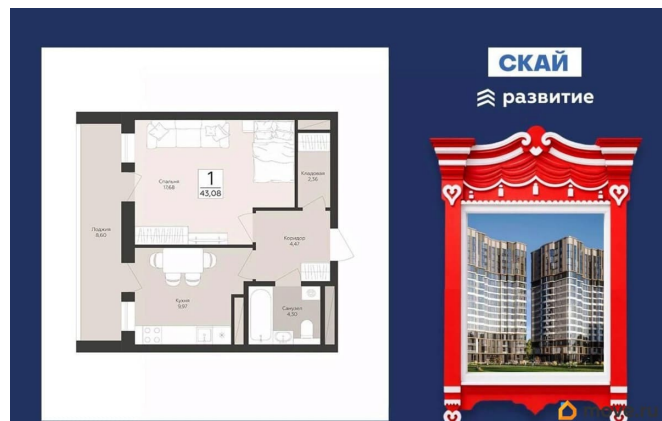 СКАЙ
развитие
Спальня
17.68
1
43,08
Кладовая
2.36
Коридор
4.47
Лоджия
8.60
Кухня
9.97
Санузел
4.30